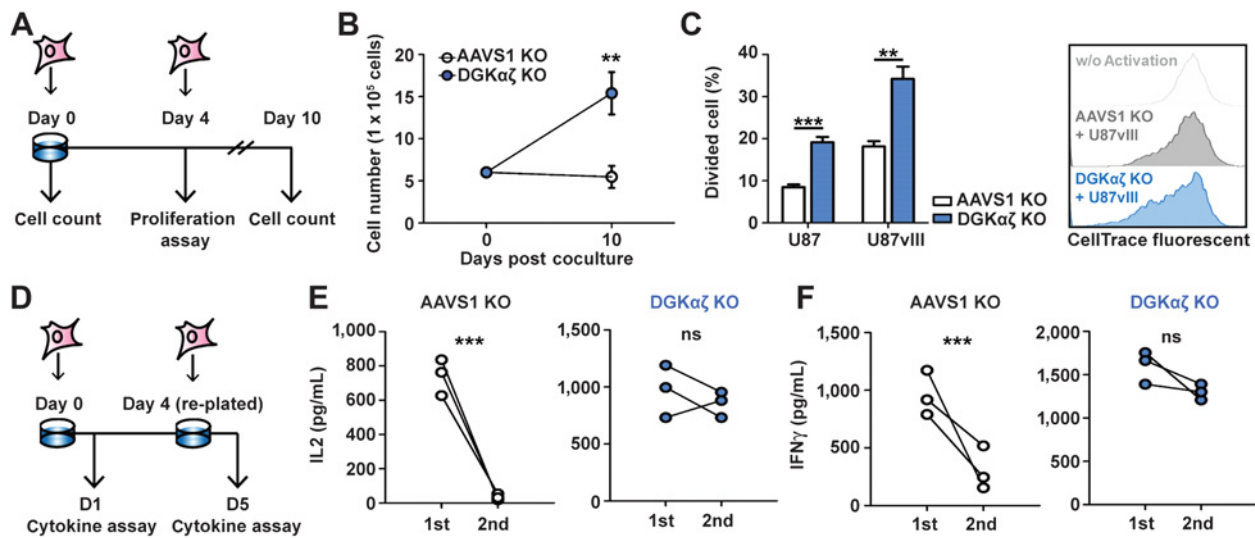 A
Day 0
Day 4
Day 10
Cell count
Proliferation
assay
Cell count
B
AAVS1 KO
DGKαζ KO
**
Cell number (1 x 10⁵ cells)
20
15
10
5
0
0
10
Days post coculture
C
Divided cell (%)
40
30
20
10
0
***
**
U87
U87vIII
AAVS1 KO
DGKαζ KO
w/o Activation
AAVS1 KO
+ U87vIII
DGKαζ KO
+ U87vIII
CellTrace fluorescent
D
Day 0
Day 4 (re-plated)
D1
Cytokine assay
D5
Cytokine assay
E
AAVS1 KO
IL2 (pg/mL)
1,000
800
600
400
200
0
***
1st
2nd
DGKαζ KO
1,500
1,000
500
0
ns
1st
2nd
F
AAVS1 KO
IFNγ (pg/mL)
1,500
1,000
500
0
***
1st
2nd
DGKαζ KO
2,000
1,500
1,000
500
0
ns
1st
2nd